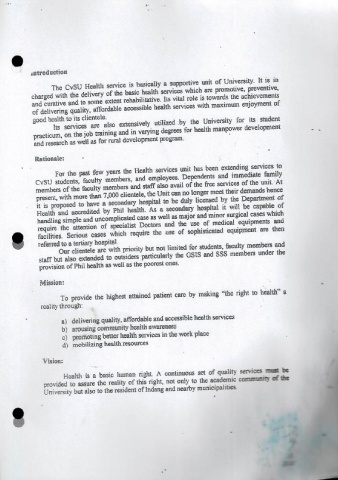 Introduction
The CvSU Health service is basically a supportive unit of University. It is in
charged with the delivery of the basic health services which are promotive, preventive,
and curative and in some extent rehabilitative. Its vital role is towards the achievements
of delivering quality, affordable accessible health services with maximum enjoyment of
good health to its clientele.
Its services are also extensively utilized by the University for its student
practicum, on the job training and in varying degrees for health manpower development
and research as well as for rural development program.
Rationale:
For the past few years the Health services unit has been extending services to
CvSU students, faculty members, and employees. Dependents and immediate family
members of the faculty members and staff also avail of the free services of the unit. At
present, with more than 7,000 clientele, the Unit can no longer meet their demands hence
it is proposed to have a secondary hospital to be duly licensed by the Department of
Health and accredited by Phil health. As a secondary hospital it will be capable of
handling simple and uncomplicated case as well as major and minor surgical cases which
require the attention of specialist Doctors and the use of medical equipments and
facilities. Serious cases which require the use of sophisticated equipment are then
referred to a tertiary hospital.
Our clientele are with priority but not limited for students, faculty members and
staff but also extended to outsiders particularly the GSIS and SSS members under the
provision of Phil health as well as the poorest ones.
Mission:
To provide the highest attained patient care by making "the right to health" a
reality through:
a) delivering quality, affordable and accessible health services
b) arousing community health awareness
c) promoting better health services in the work place
d) mobilizing health resources
Vision:
Health is a basic human right. A continuous set of quality services must be
provided to assure the reality of this right, not only to the academic community of the
University but also to the resident of Indang and nearby municipalities.